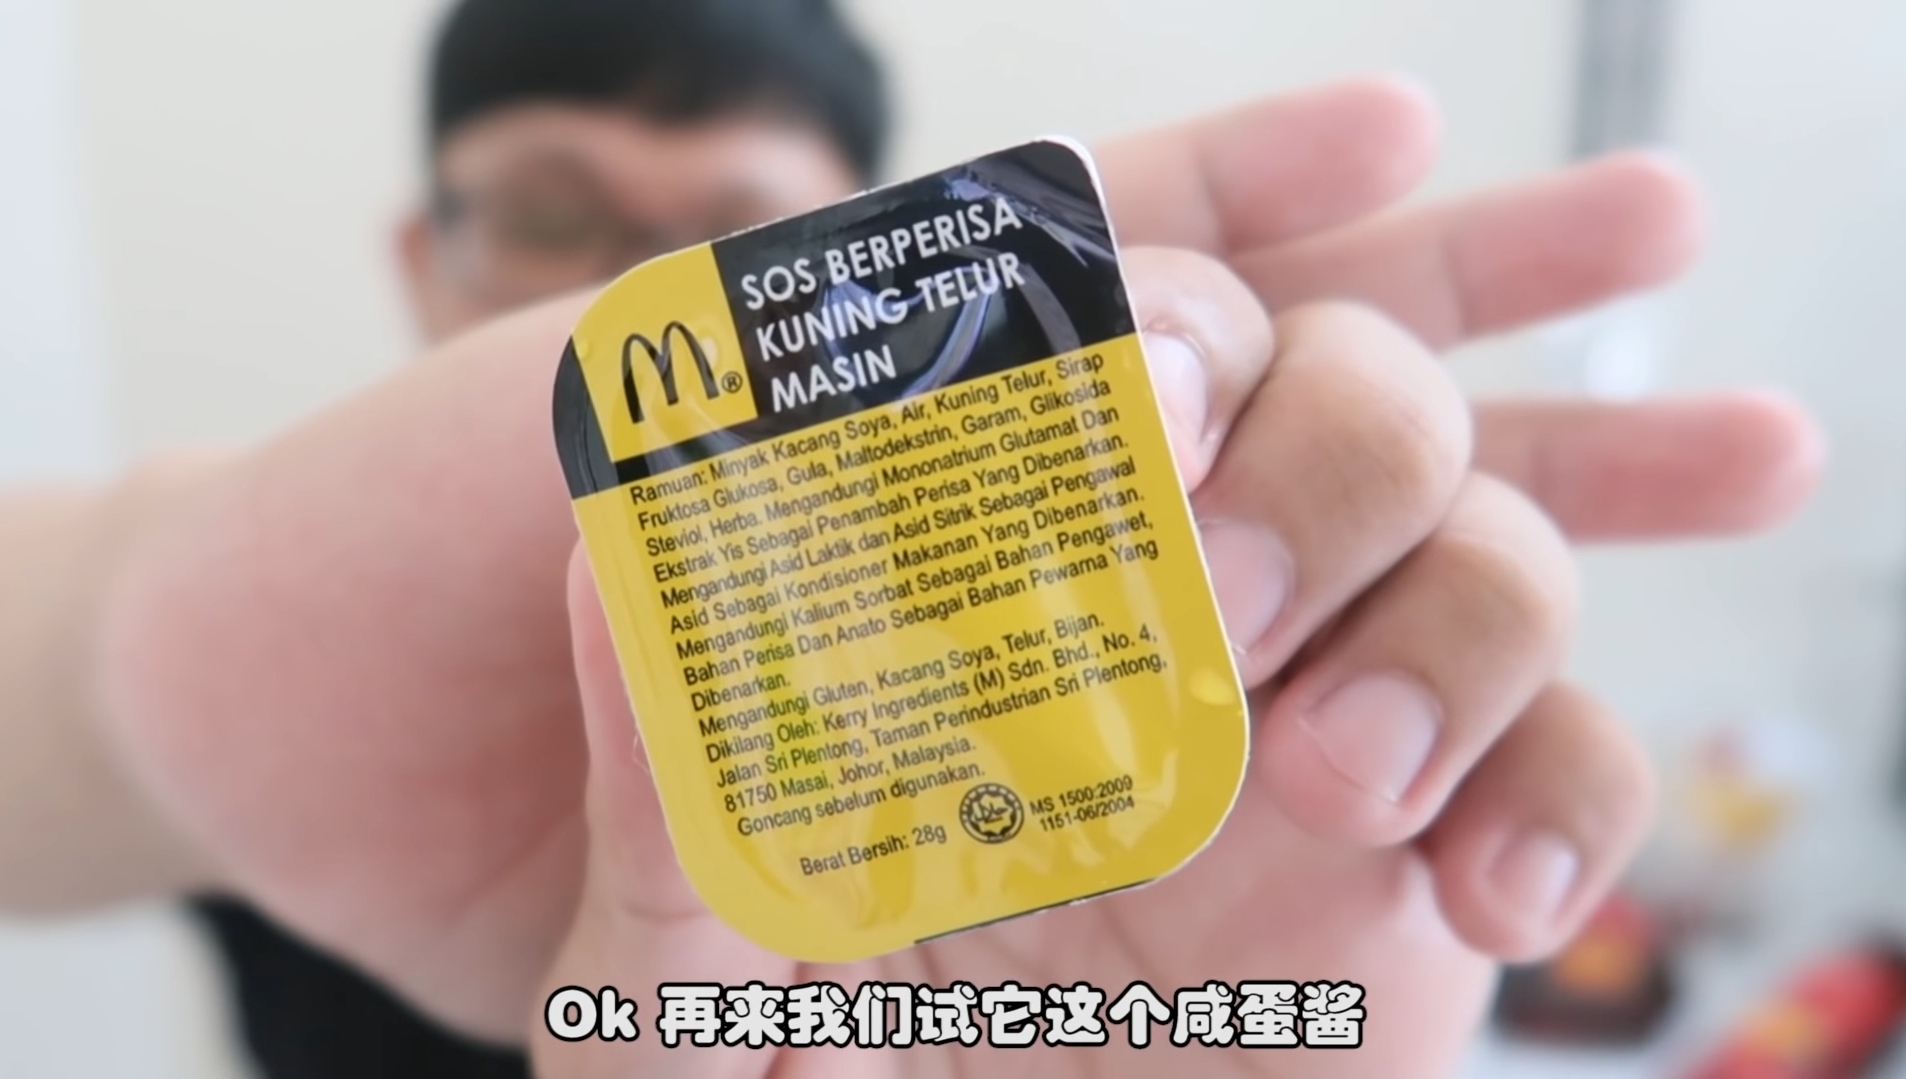 SOS BERPERISA
KUNING TELUR
MASIN
M®
Ramuan: Minyak Kacang Soya, Air, Kuning Telur, Sirap
Fruktosa Glukosa, Gula, Maltodekstrin, Garam, Glikosida
Steviol, Herba. Mengandungi Mononatrium Glutamat Dan
Ekstrak Yis Sebagai Penambah Perisa Yang Dibenarkan.
Mengandungi Asid Laktik dan Asid Sitrik Sebagai Pengawal
Asid Sebagai Kondisioner Makanan Yang Dibenarkan.
Mengandungi Kalium Sorbat Sebagai Bahan Pengawet,
Bahan Perisa Dan Anato Sebagai Bahan Pewarna Yang
Dibenarkan.
Mengandungi Gluten, Kacang Soya, Telur, Bijan.
Dikilang Oleh: Kerry Ingredients (M) Sdn. Bhd., No. 4,
Jalan Sri Plentong, Taman Perindustrian Sri Plentong,
81750 Masai, Johor, Malaysia.
Goncang sebelum digunakan.
Berat Bersih: 28g
MS 1500:2009
1151-06/2004
Ok 再来我们试它这个咸蛋酱